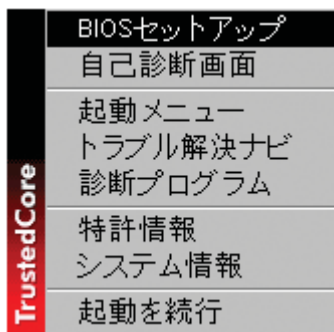 BIOSセットアップ
自己診断画面
起動メニュー
トラブル解決ナビ
診断プログラム
特許情報
システム情報
起動を続行
TrustedCore